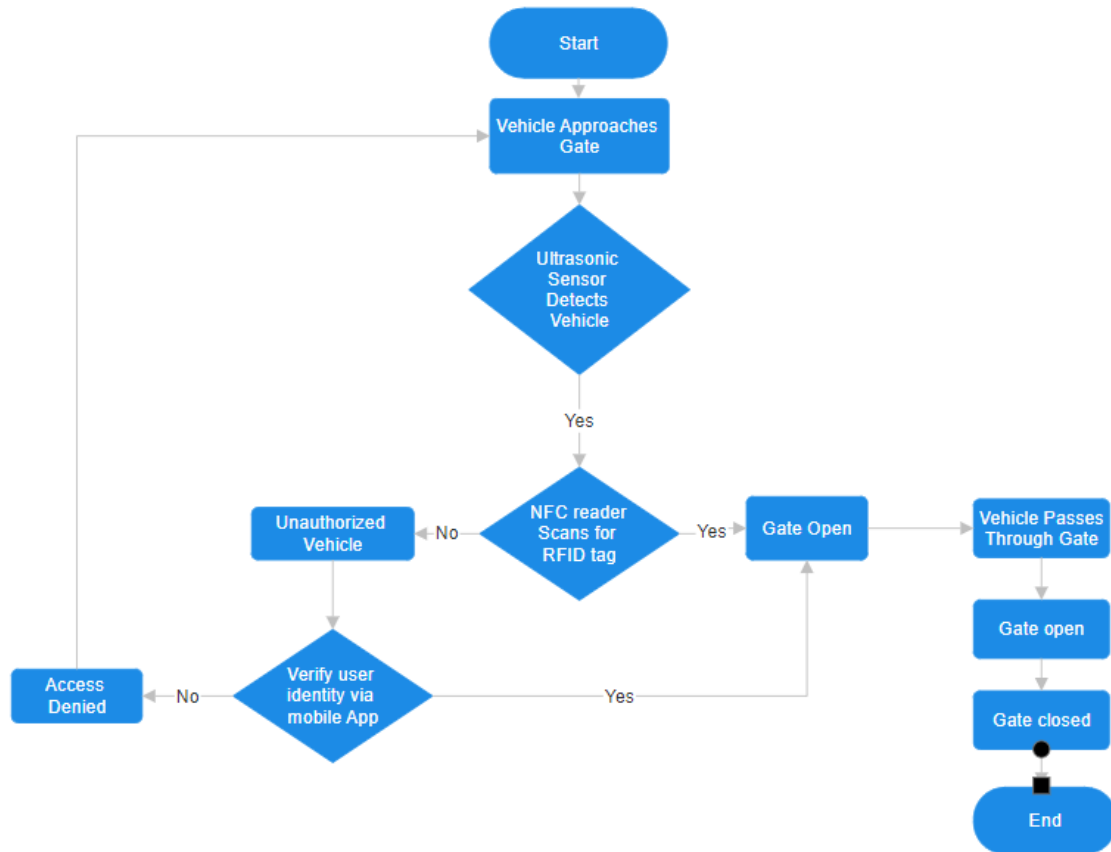 Start
Vehicle Approaches
Gate
Ultrasonic
Sensor
Detects
Vehicle
Yes
NFC reader
Scans for
RFID tag
No
Unauthorized
Vehicle
Yes
Gate Open
Vehicle Passes
Through Gate
Gate open
Gate closed
End
Verify user
identity via
mobile App
No
Access
Denied
Yes